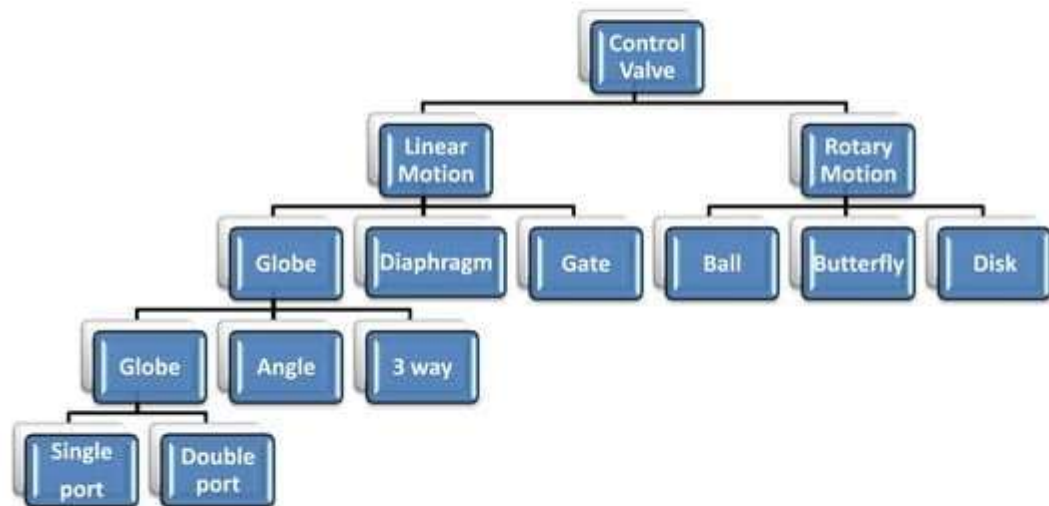 Control
Valve
Linear
Motion
Rotary
Motion
Globe
Diaphragm
Gate
Ball
Butterfly
Disk
Globe
Angle
3 way
Single
port
Double
port